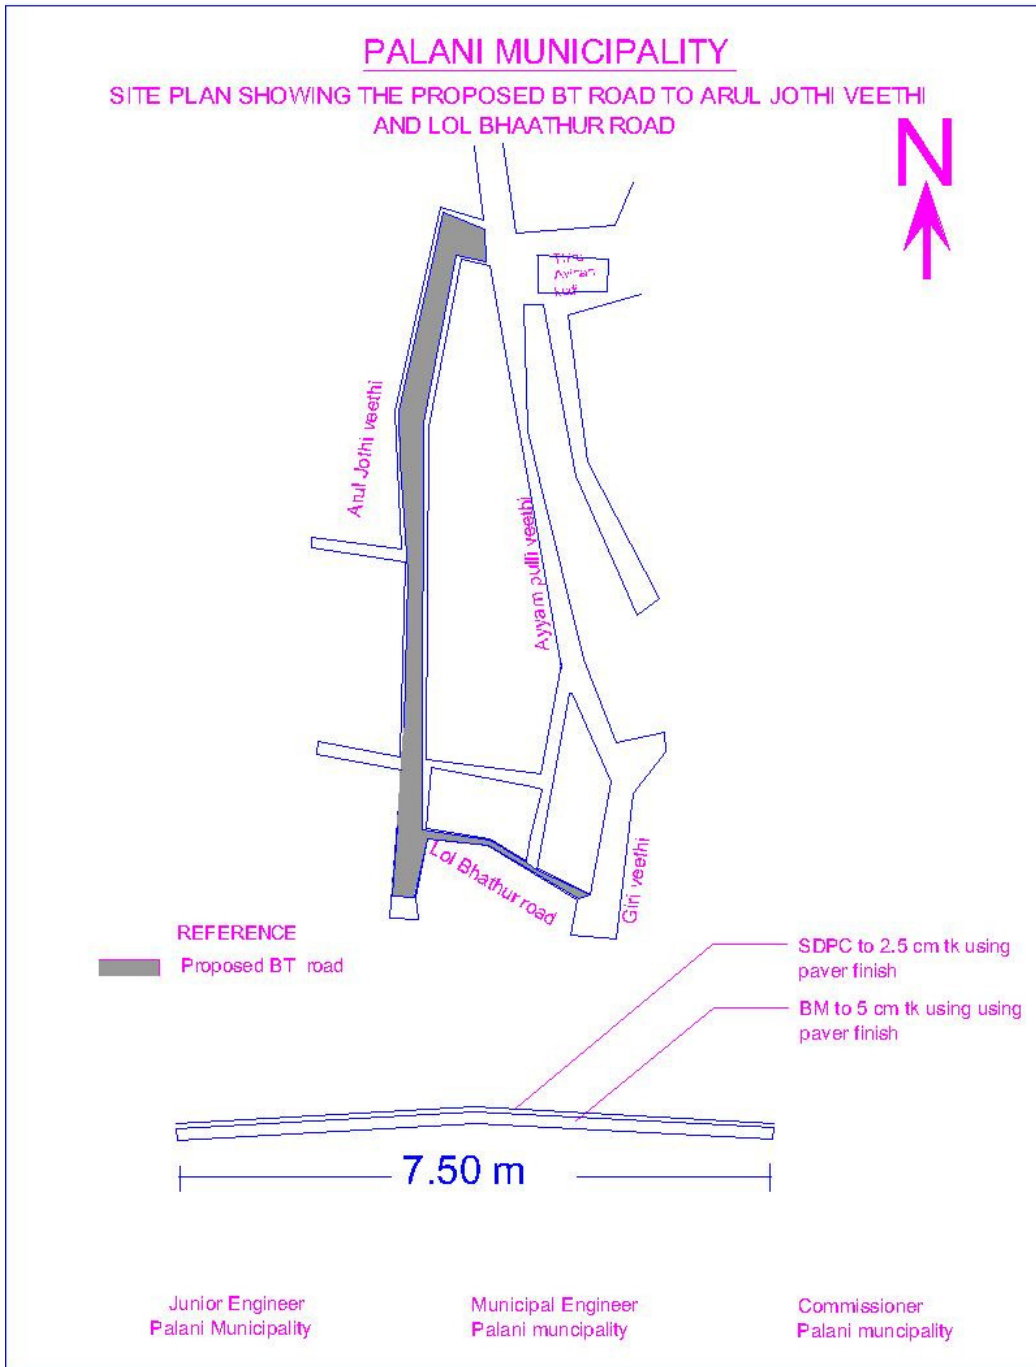 PALANI MUNICIPALITY
SITE PLAN SHOWING THE PROPOSED BT ROAD TO ARUL JOTHI VEETHI
AND LOL BHAATHUR ROAD
N
Arul Jothi veethi
Ayyam pulli veethi
Lol Bhathur road
Giri veethi
REFERENCE
Proposed BT road
SDPC to 2.5 cm tk using
paver finish
BM to 5 cm tk using using
paver finish
7.50 m
Junior Engineer
Palani Municipality
Municipal Engineer
Palani muncipality
Commissioner
Palani muncipality